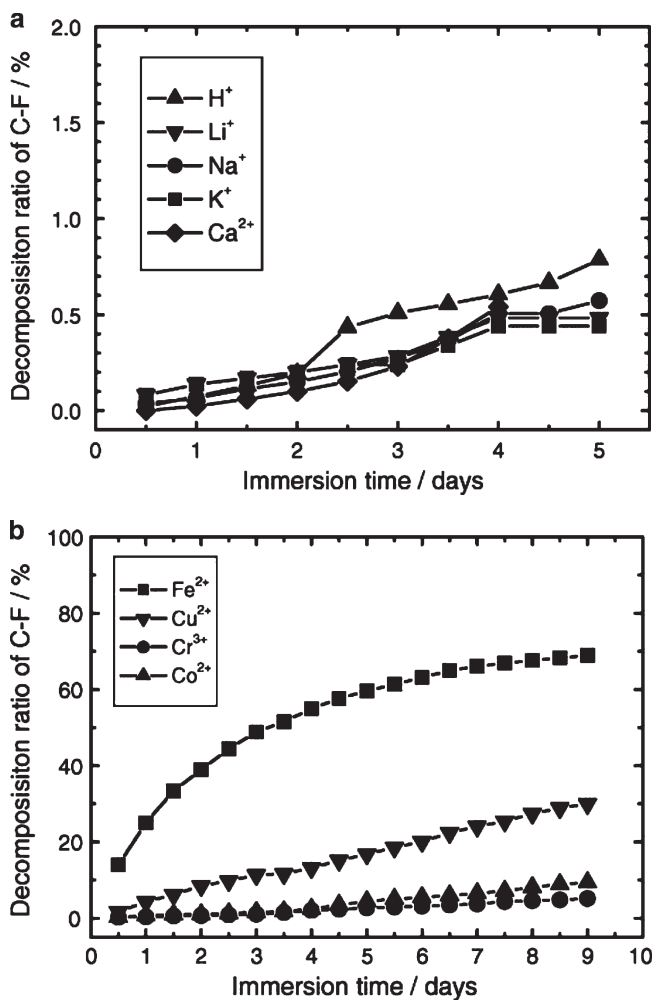 a
Decomposisiton ratio of C-F / %
2.0
1.5
1.0
0.5
0.0
H⁺
Li⁺
Na⁺
K⁺
Ca²⁺
0 1 2 3 4 5
Immersion time / days
b
Decomposisiton ratio of C-F / %
100
80
60
40
20
0
Fe²⁺
Cu²⁺
Cr³⁺
Co²⁺
0 1 2 3 4 5 6 7 8 9 10
Immersion time / days